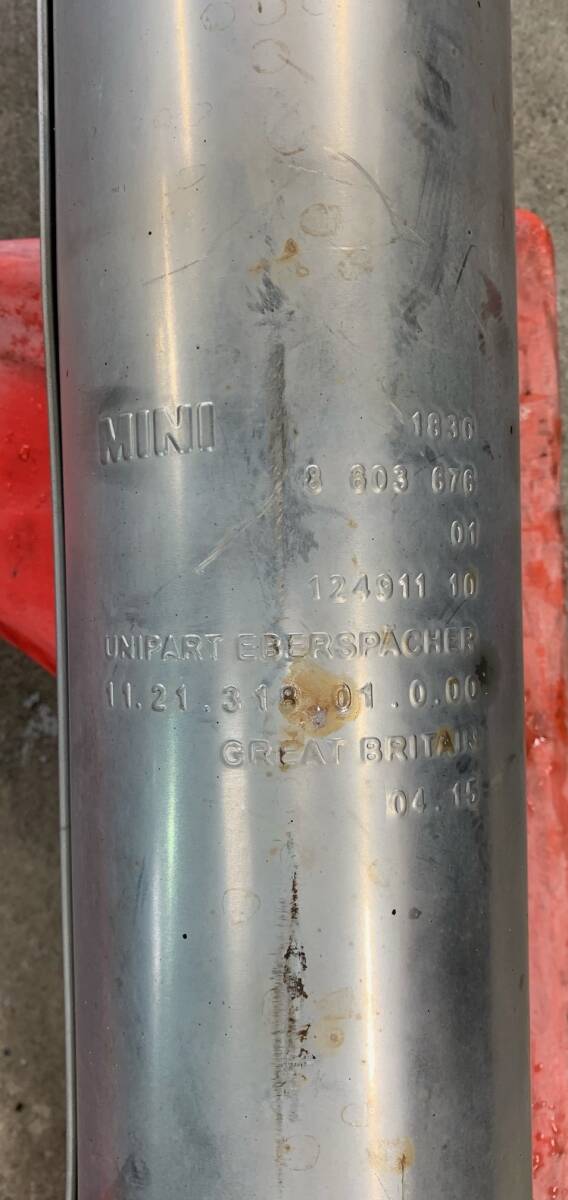 MINI
1836
8 603 676
01
124911 10
UNIPART EBERSPÄCHER
11.21.318.01.0.00
GREAT BRITAIN
04.15